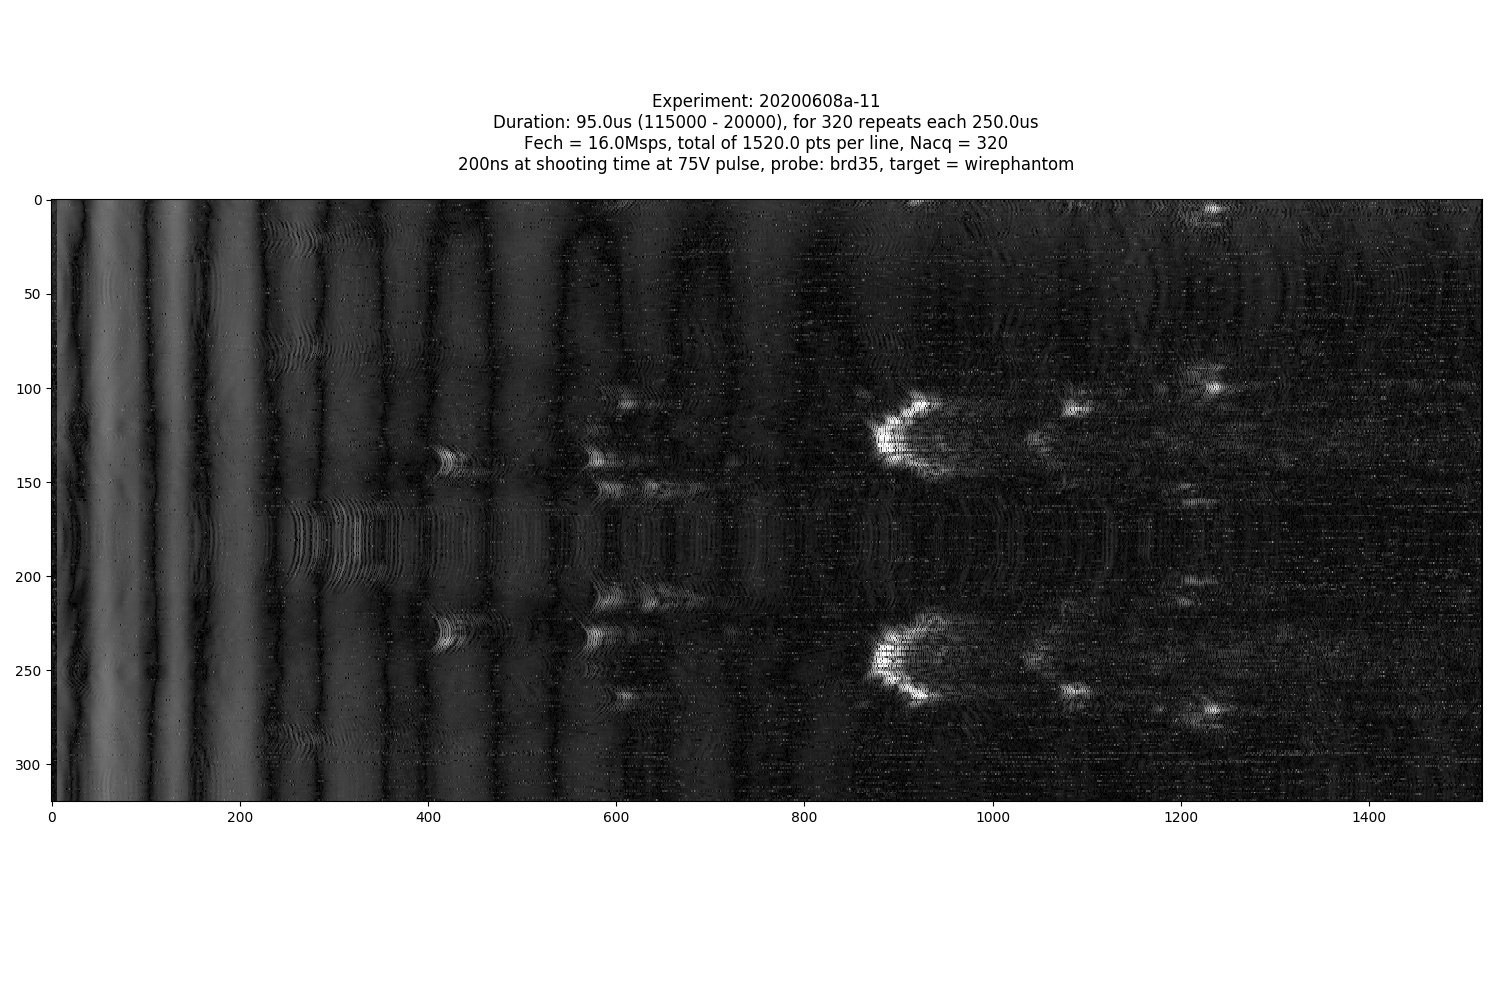 Experiment: 20200608a-11
Duration: 95.0us (115000 - 20000), for 320 repeats each 250.0us
Fech = 16.0Msps, total of 1520.0 pts per line, Nacq = 320
200ns at shooting time at 75V pulse, probe: brd35, target = wirephantom
0
50
100
150
200
250
300
0 200 400 600 800 1000 1200 1400